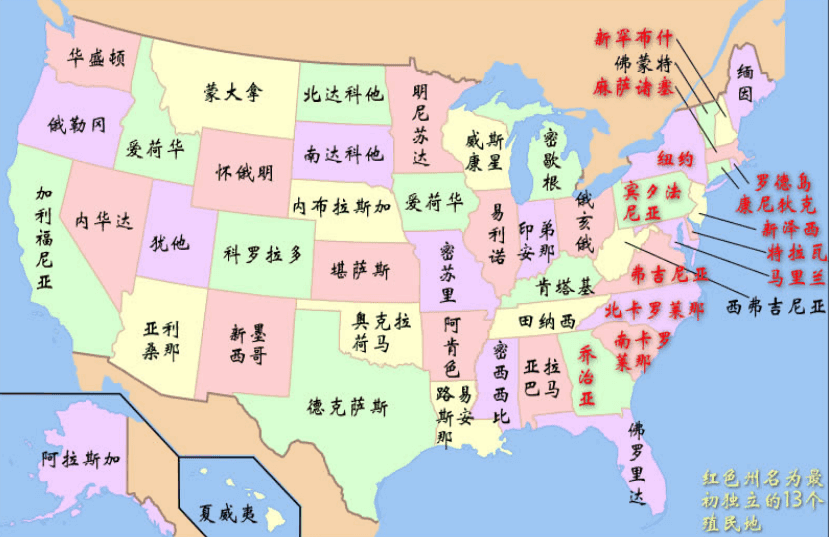 新罕布什
佛蒙特
麻萨诸塞
缅
因
华盛顿
蒙大拿
北达科他
明
尼
苏
达
俄勒冈
爱荷华
怀俄明
南达科他
威斯
康星
密
歇
根
纽约
罗德岛
康尼狄克
新泽西
特拉瓦
马里兰
西弗吉尼亚
宾夕法
尼亚
加
利
福
尼
亚
内华达
犹他
科罗拉多
内布拉斯加
爱荷华
易
利
诺
印弟
安那
俄
亥
俄
堪萨斯
密
苏
里
肯塔基
弗吉尼亚
北卡罗莱那
亚利
桑那
新墨
西哥
奥克拉
荷马
阿
肯
色
田纳西
南卡罗
莱那
德克萨斯
路易
斯安
那
密
西
西
比
亚拉
巴马
乔
治
亚
佛
罗
里
达
阿拉斯加
夏威夷
红色州名为最
初独立的13个
殖民地